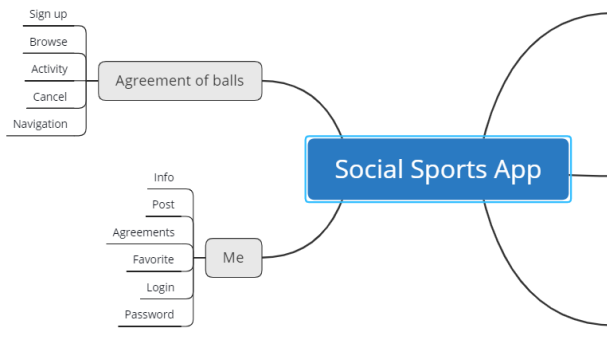 Sign up
Browse
Activity
Cancel
Navigation
Agreement of balls
Social Sports App
Info
Post
Agreements
Favorite
Login
Password
Me